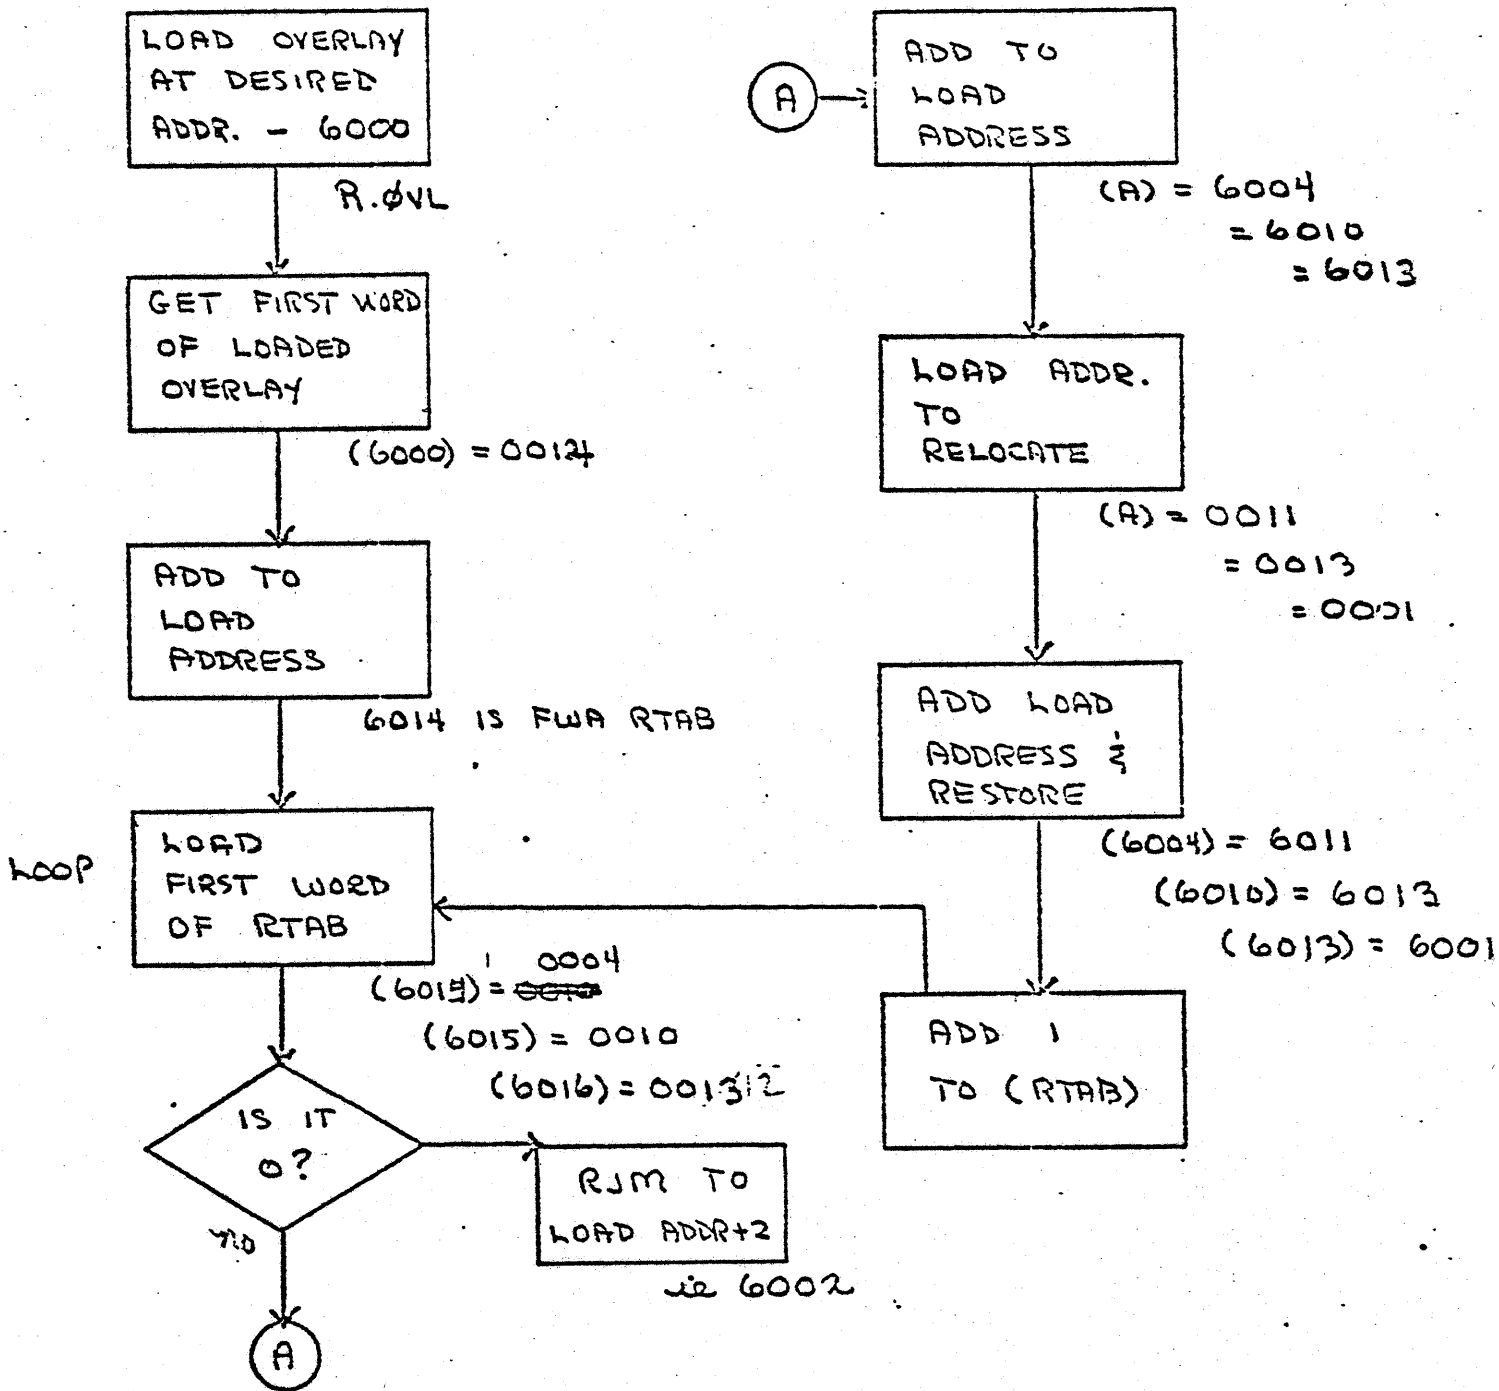 LOAD OVERLAY
AT DESIRED
ADDR. - 6000
R.ØVL
GET FIRST WORD
OF LOADED
OVERLAY
(6000) = 0014
ADD TO
LOAD
ADDRESS
6014 IS FWA RTAB
LOOP
LOAD
FIRST WORD
OF RTAB
0004
(6014) =
(6015) = 0010
(6016) = 0013
IS IT
0?
no
RJM TO
LOAD ADDR+2
ie 6002
A
A
ADD TO
LOAD
ADDRESS
(A) = 6004
= 6010
= 6013
LOAD ADDR.
TO
RELOCATE
(A) = 0011
= 0013
= 0001
ADD LOAD
ADDRESS &
RESTORE
(6004) = 6011
(6010) = 6013
(6013) = 6001
ADD 1
TO (RTAB)